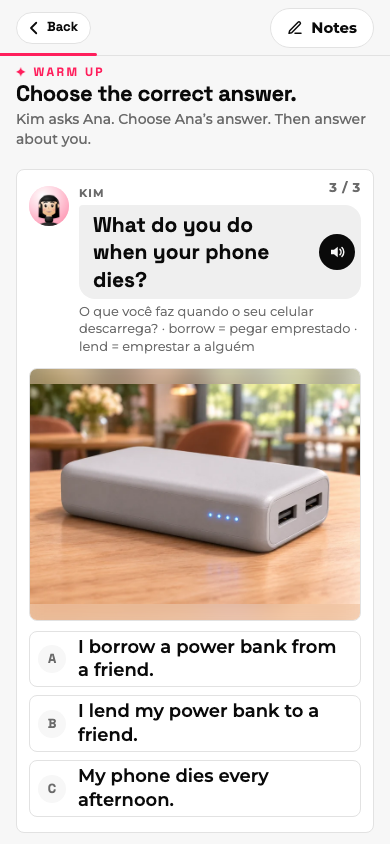 Back
Notes
✦ WARM UP
Choose the correct answer.
Kim asks Ana. Choose Ana's answer. Then answer
about you.
KIM
3 / 3
What do you do
when your phone
dies?
O que você faz quando o seu celular
descarrega? · borrow = pegar emprestado ·
lend = emprestar a alguém
A
I borrow a power bank from
a friend.
B
I lend my power bank to a
friend.
C
My phone dies every
afternoon.